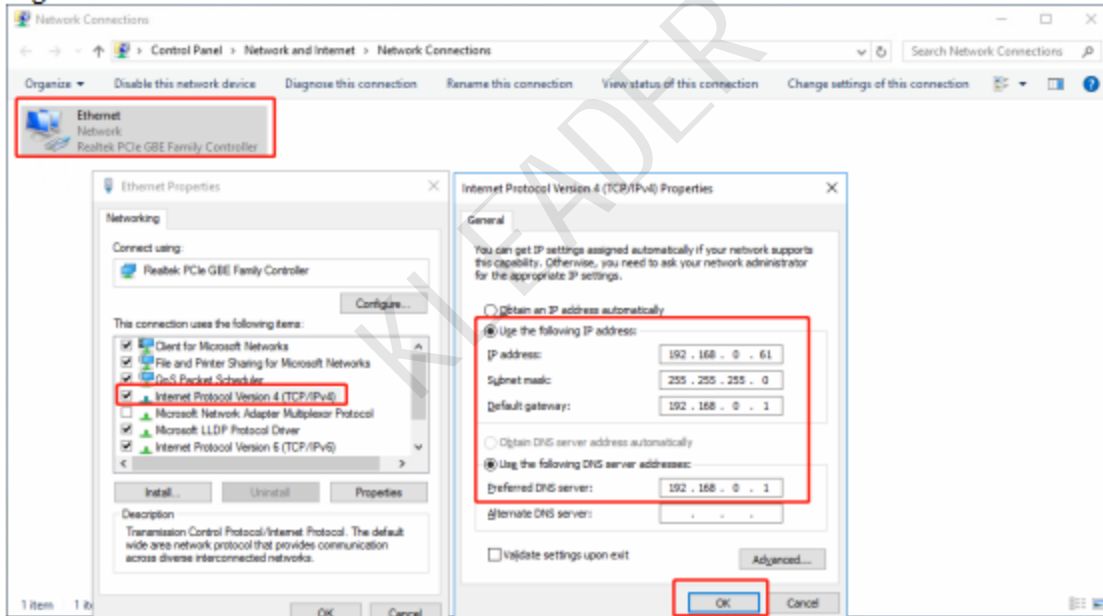 Network Connections
Control Panel > Network and Internet > Network Connections
Search Network Connections
Organize
Disable this network device
Diagnose this connection
Rename this connection
View status of this connection
Change settings of this connection
Ethernet
Network
Realtek PCIe GBE Family Controller
Ethernet Properties
Networking
Connect using:
Realtek PCIe GBE Family Controller
Configure...
This connection uses the following items:
Client for Microsoft Networks
File and Printer Sharing for Microsoft Networks
QoS Packet Scheduler
Internet Protocol Version 4 (TCP/IPv4)
Microsoft Network Adapter Multiplexor Protocol
Microsoft LLDP Protocol Driver
Internet Protocol Version 6 (TCP/IPv6)
Install...
Uninstall
Properties
Description
Transmission Control Protocol/Internet Protocol. The default
wide area network protocol that provides communication
across diverse interconnected networks.
OK
Cancel
Internet Protocol Version 4 (TCP/IPv4) Properties
General
You can get IP settings assigned automatically if your network supports
this capability. Otherwise, you need to ask your network administrator
for the appropriate IP settings.
Obtain an IP address automatically
Use the following IP address:
IP address: 192 . 168 . 0 . 61
Subnet mask: 255 . 255 . 255 . 0
Default gateway: 192 . 168 . 0 . 1
Obtain DNS server address automatically
Use the following DNS server addresses:
Preferred DNS server: 192 . 168 . 0 . 1
Alternate DNS server: . . .
Validate settings upon exit
Advanced...
OK
Cancel
1 item
KLEADER